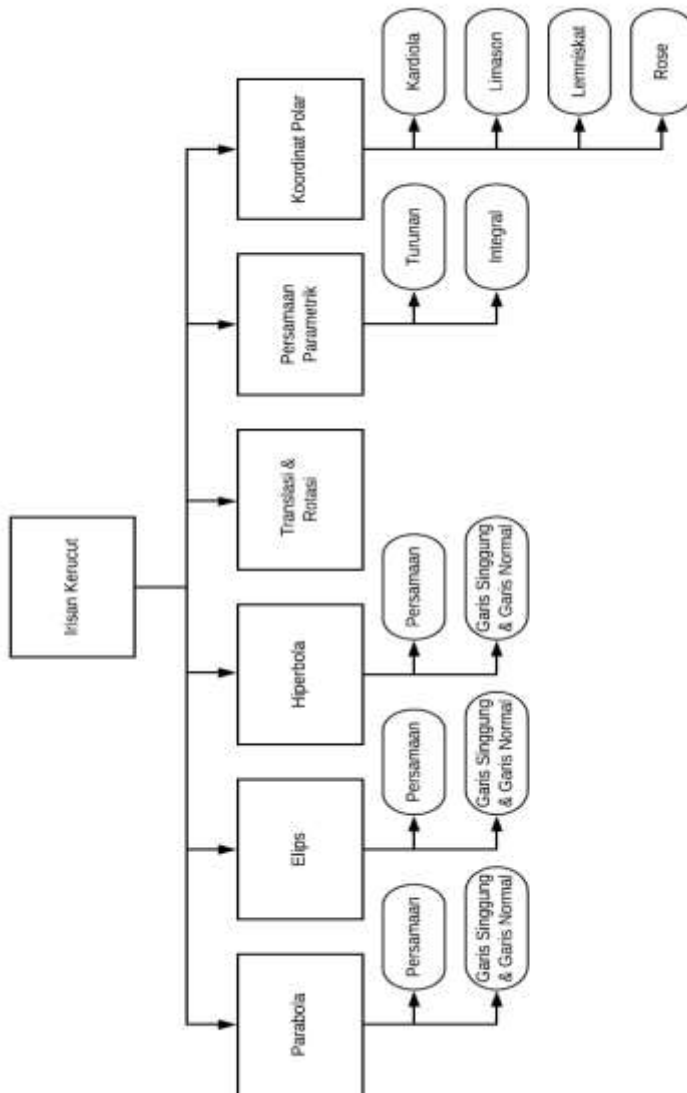 Irisan Kerucut
Parabola
Elips
Hiperbola
Translasi &
Rotasi
Persamaan
Parametrik
Koordinat Polar
Persamaan
Garis Singgung
& Garis Normal
Persamaan
Garis Singgung
& Garis Normal
Persamaan
Garis Singgung
& Garis Normal
Turunan
Integral
Kardiola
Limason
Lemniskat
Rose